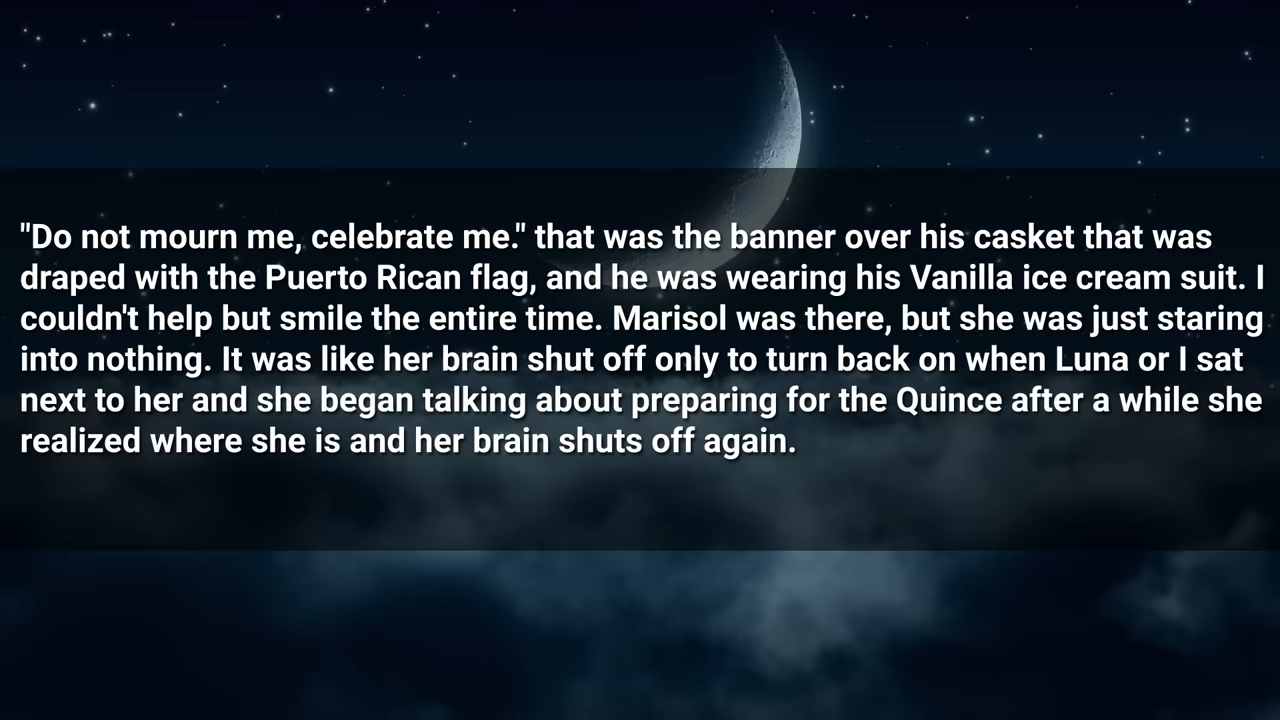 "Do not mourn me, celebrate me." that was the banner over his casket that was
draped with the Puerto Rican flag, and he was wearing his Vanilla ice cream suit. I
couldn't help but smile the entire time. Marisol was there, but she was just staring
into nothing. It was like her brain shut off only to turn back on when Luna or I sat
next to her and she began talking about preparing for the Quince after a while she
realized where she is and her brain shuts off again.